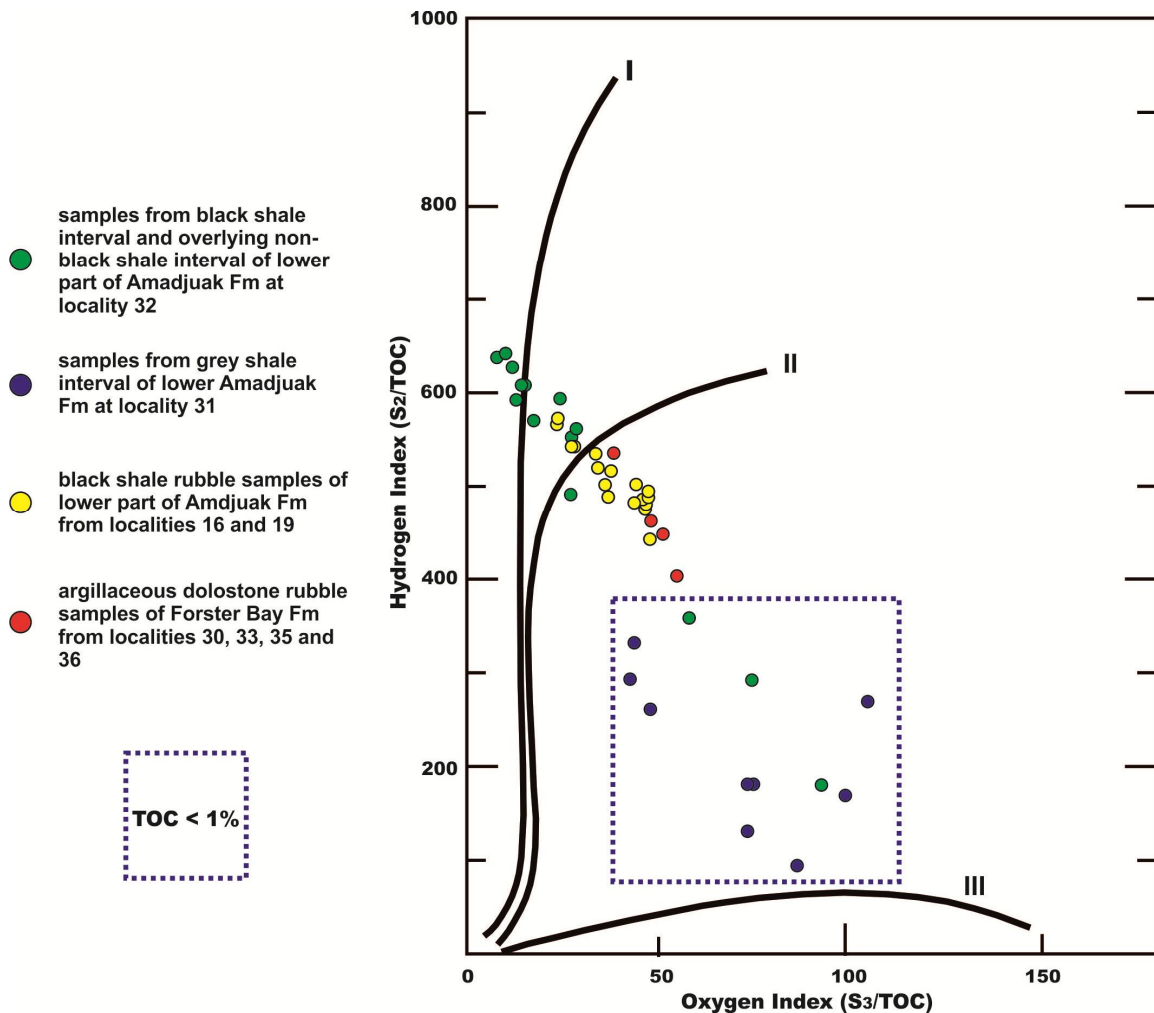 samples from black shale
interval and overlying non-
black shale interval of lower
part of Amadjuak Fm at
locality 32
samples from grey shale
interval of lower Amadjuak
Fm at locality 31
black shale rubble samples of
lower part of Amdjuak Fm
from localities 16 and 19
argillaceous dolostone rubble
samples of Forster Bay Fm
from localities 30, 33, 35 and
36
TOC < 1%
Hydrogen Index (S2/TOC)
1000
800
600
400
200
I
II
III
0
50
100
150
Oxygen Index (S3/TOC)